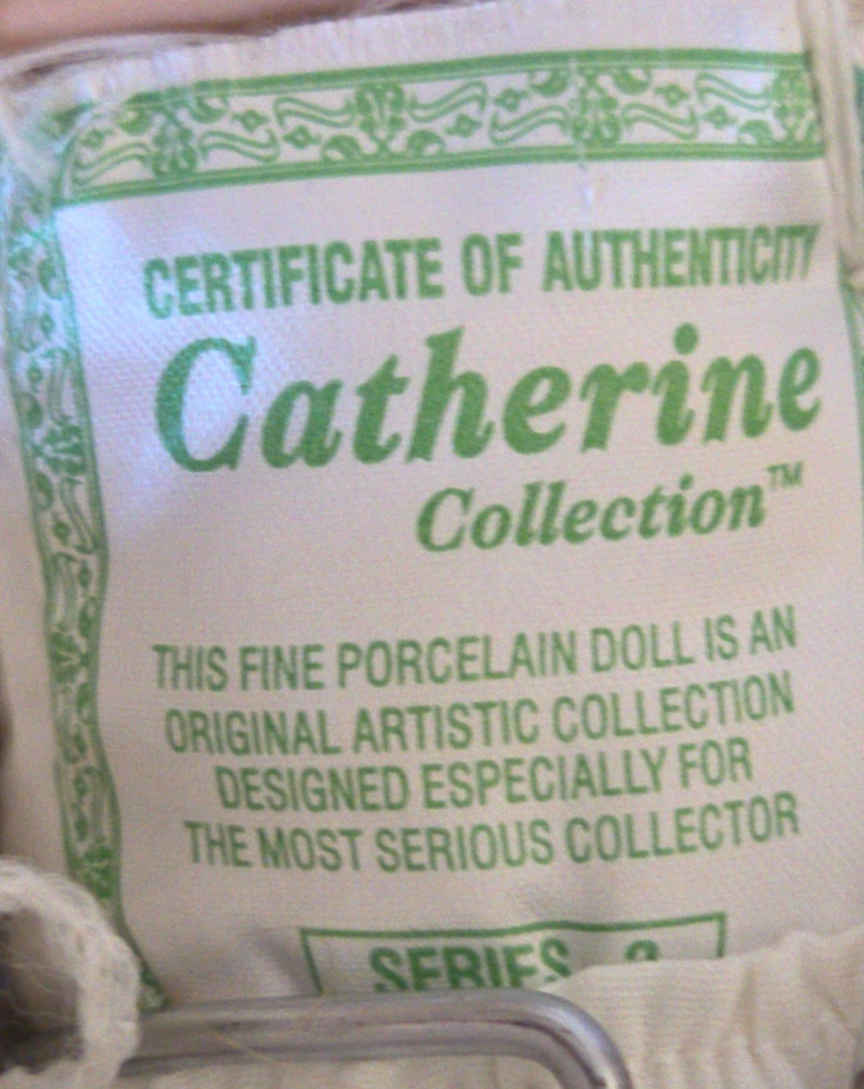 CERTIFICATE OF AUTHENTICITY
Catherine
Collection™
THIS FINE PORCELAIN DOLL IS AN
ORIGINAL ARTISTIC COLLECTION
DESIGNED ESPECIALLY FOR
THE MOST SERIOUS COLLECTOR
SERIES